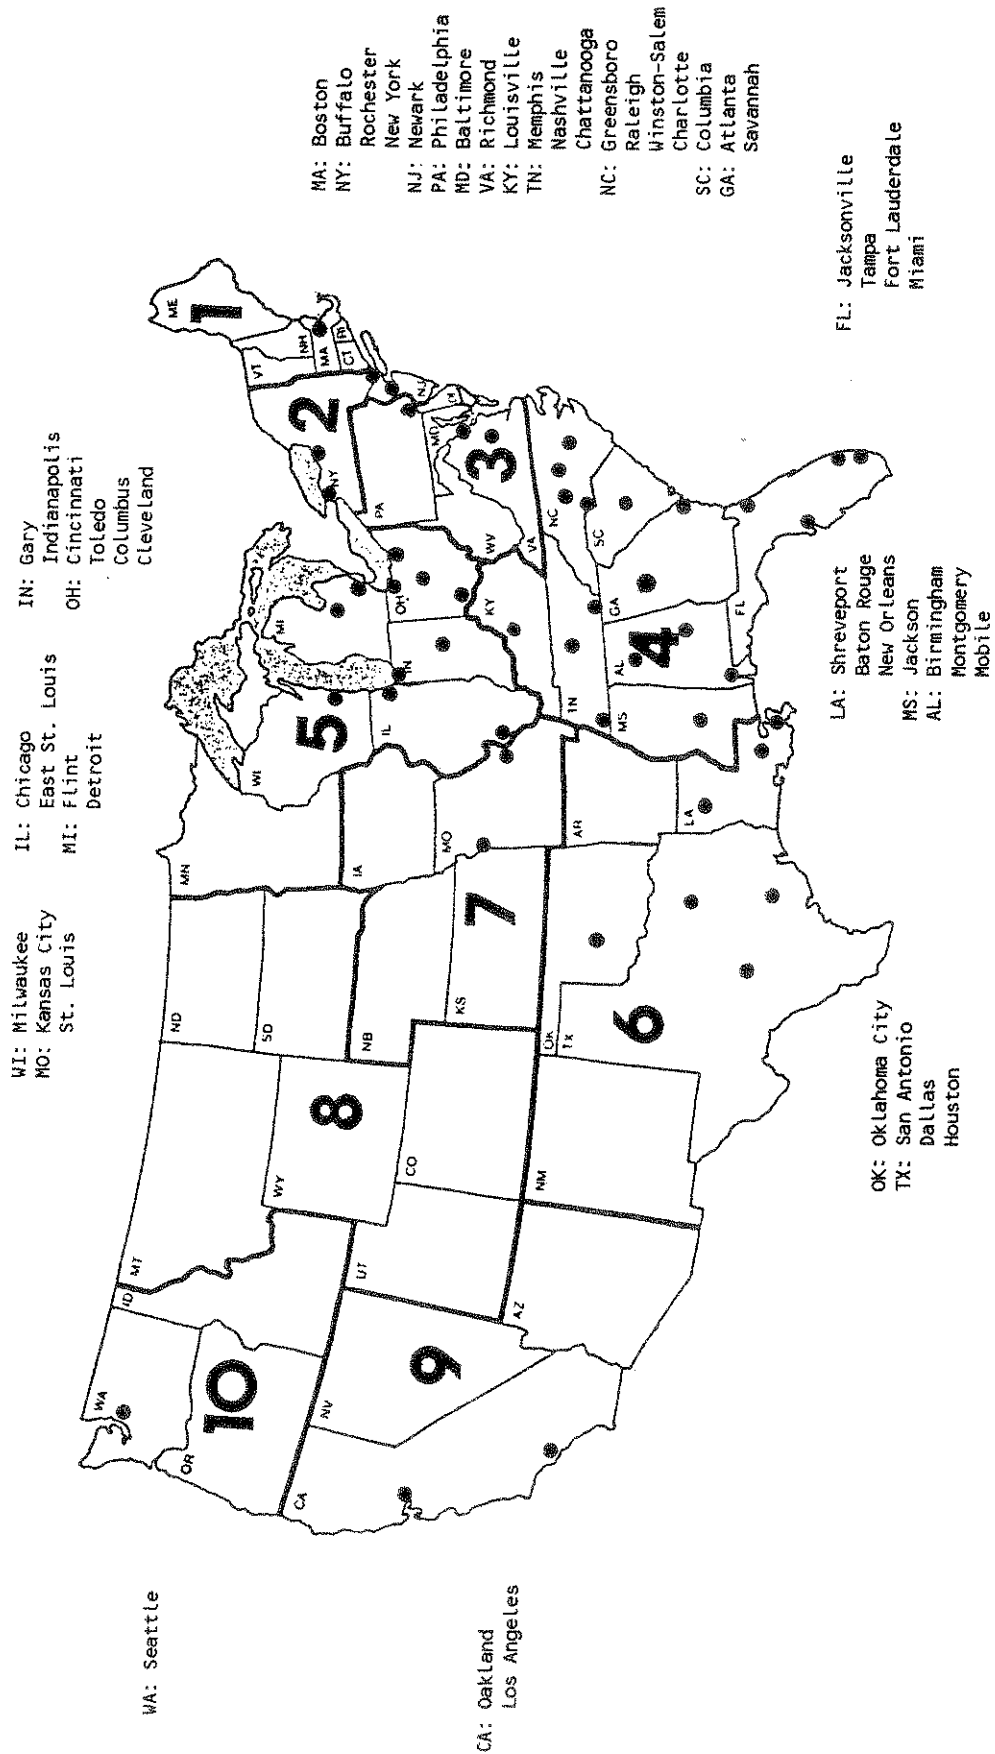 WI: Milwaukee
MO: Kansas City
St. Louis
IL: Chicago
East St. Louis
MI: Flint
Detroit
IN: Gary
Indianapolis
OH: Cincinnati
Toledo
Columbus
Cleveland
WA: Seattle
CA: Oakland
Los Angeles
MA: Boston
NY: Buffalo
Rochester
New York
NJ: Newark
PA: Philadelphia
MD: Baltimore
VA: Richmond
KY: Louisville
TN: Memphis
Nashville
Chattanooga
NC: Greensboro
Raleigh
Winston-Salem
Charlotte
SC: Columbia
GA: Atlanta
Savannah
FL: Jacksonville
Tampa
Fort Lauderdale
Miami
LA: Shreveport
Baton Rouge
New Orleans
MS: Jackson
AL: Birmingham
Montgomery
Mobile
OK: Oklahoma City
TX: San Antonio
Dallas
Houston
WA
OR
ID
10
MT
WY
8
ND
SD
MN
WI
5
MI
IL
IN
OH
ME
1
VT
NH
MA
CT
RI
NY
2
PA
NJ
MD
3
WV
VA
CA
NV
9
UT
CO
AZ
NM
NB
KS
7
IA
MO
OK
TX
6
AR
LA
KY
TN
NC
SC
MS
AL
4
GA
FL